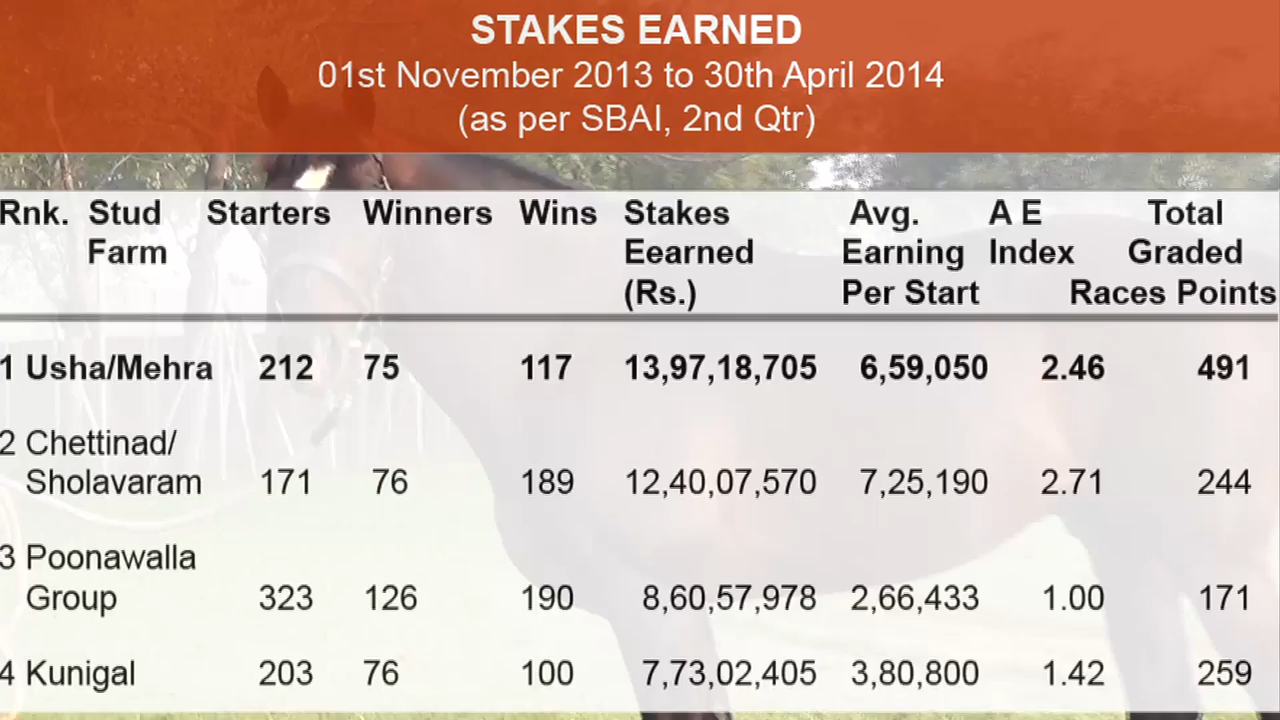 STAKES EARNED
01st November 2013 to 30th April 2014
(as per SBAI, 2nd Qtr)
Rnk. Stud Starters Winners Wins Stakes Avg. A E Total
Farm Eearned Earning Index Graded
(Rs.) Per Start Races Points
1 Usha/Mehra 212 75 117 13,97,18,705 6,59,050 2.46 491
2 Chettinad/
Sholavaram 171 76 189 12,40,07,570 7,25,190 2.71 244
3 Poonawalla
Group 323 126 190 8,60,57,978 2,66,433 1.00 171
4 Kunigal 203 76 100 7,73,02,405 3,80,800 1.42 259